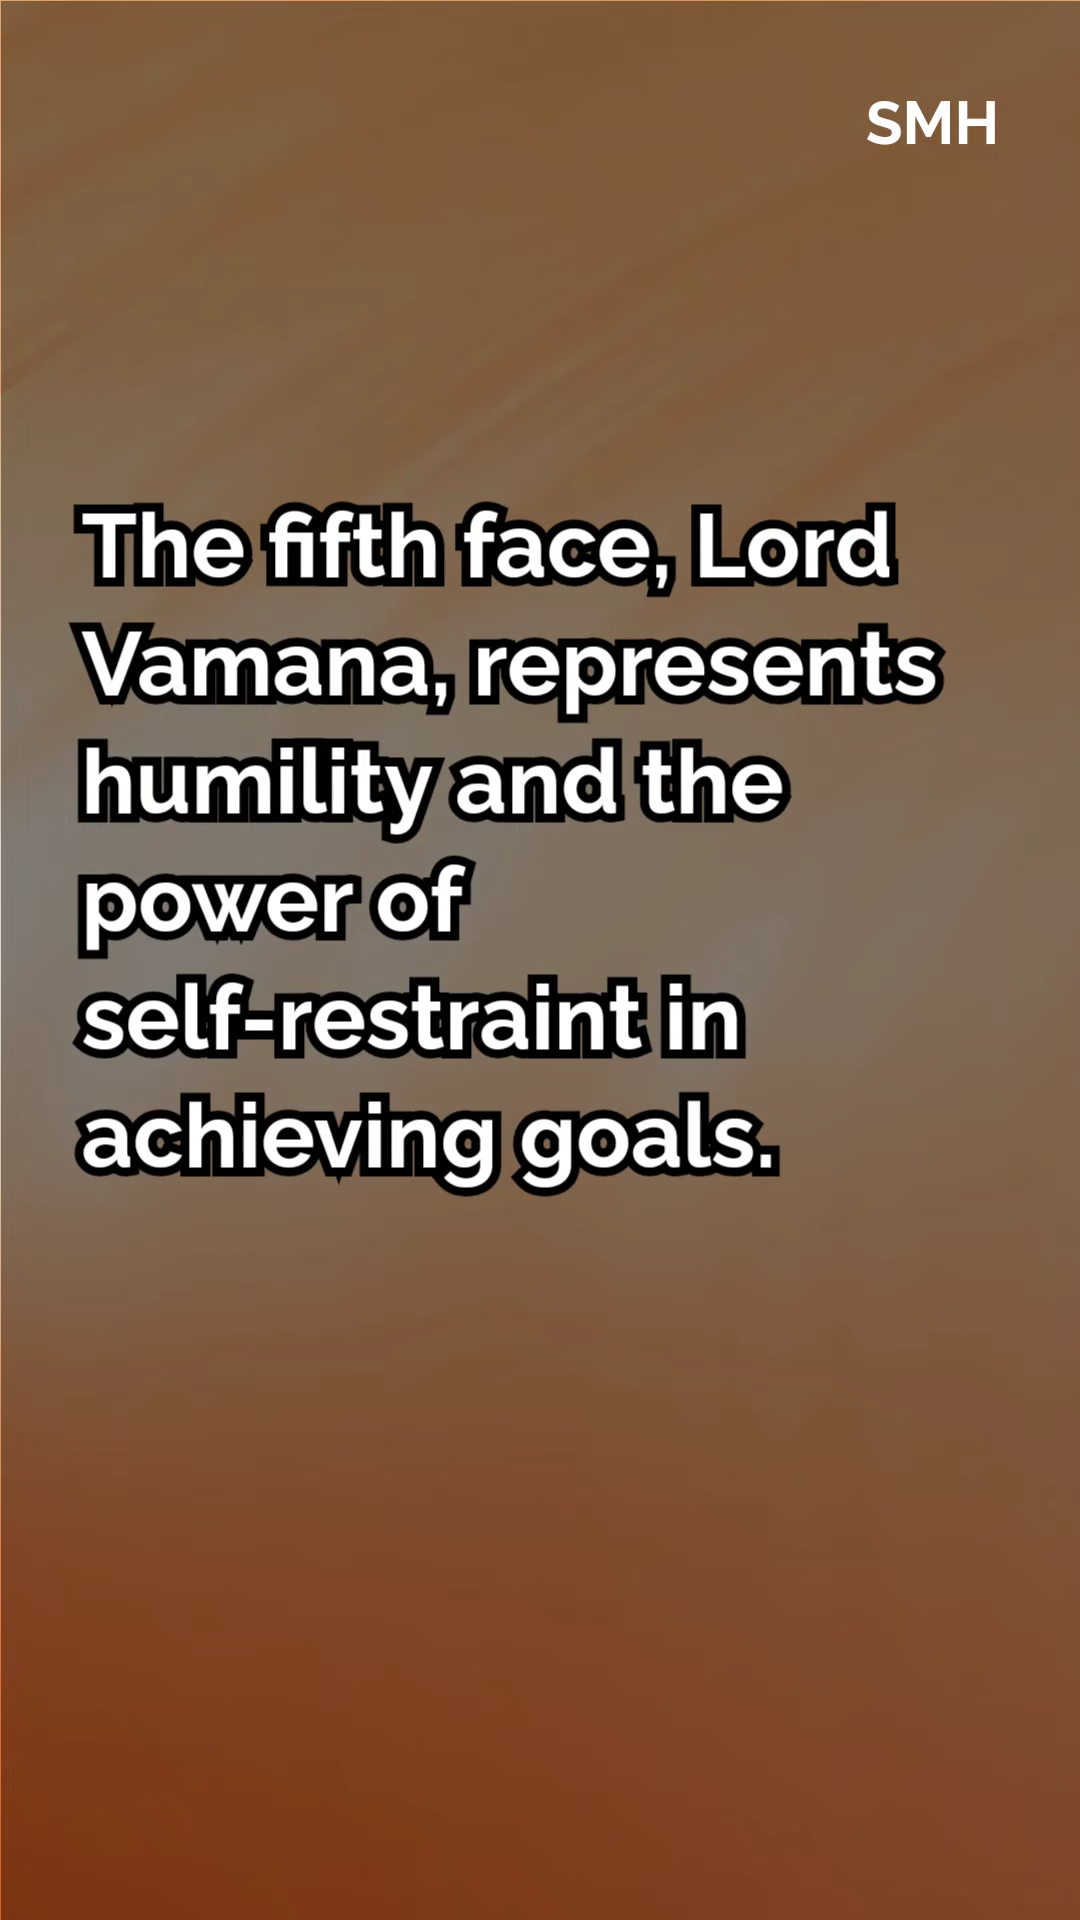 SMH
The fifth face, Lord
Vamana, represents
humility and the
power of
self-restraint in
achieving goals.